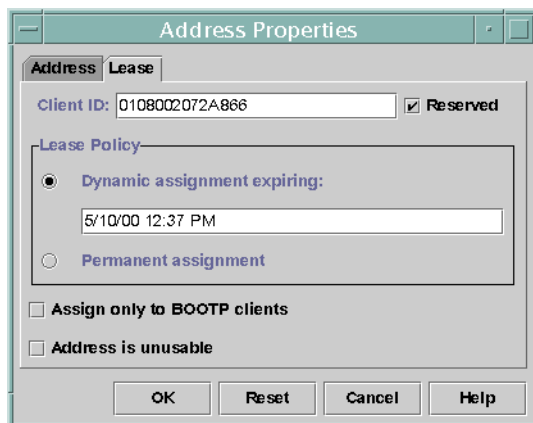 Address Properties
Address Lease
Client ID: 0108002072A866 Reserved
Lease Policy
Dynamic assignment expiring:
5/10/00 12:37 PM
Permanent assignment
Assign only to BOOTP clients
Address is unusable
OK Reset Cancel Help